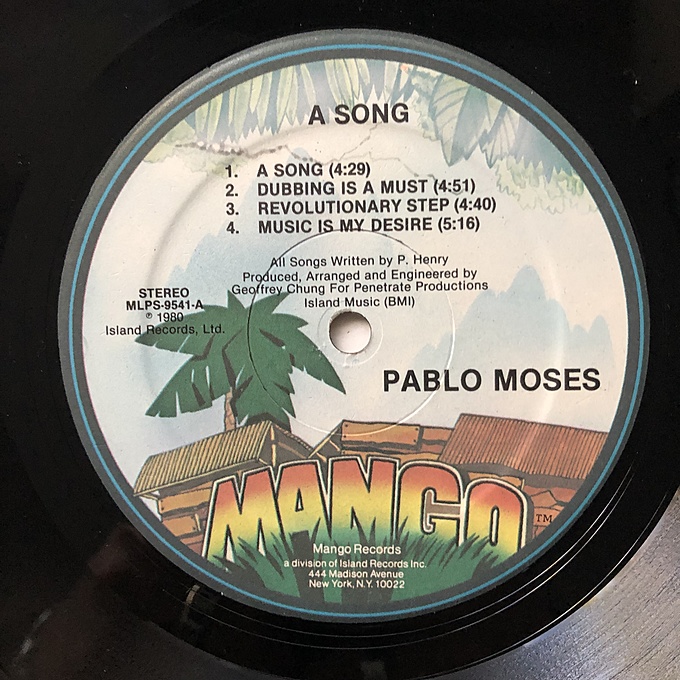 A SONG
1. A SONG (4:29)
2. DUBBING IS A MUST (4:51)
3. REVOLUTIONARY STEP (4:40)
4. MUSIC IS MY DESIRE (5:16)
All Songs Written by P. Henry
Produced, Arranged and Engineered by
Geoffrey Chung For Penetrate Productions
Island Music (BMI)
STEREO
MLPS-9541-A
℗ 1980
Island Records, Ltd.
PABLO MOSES
MANGO TM
Mango Records
a division of Island Records Inc.
444 Madison Avenue
New York, N.Y. 10022